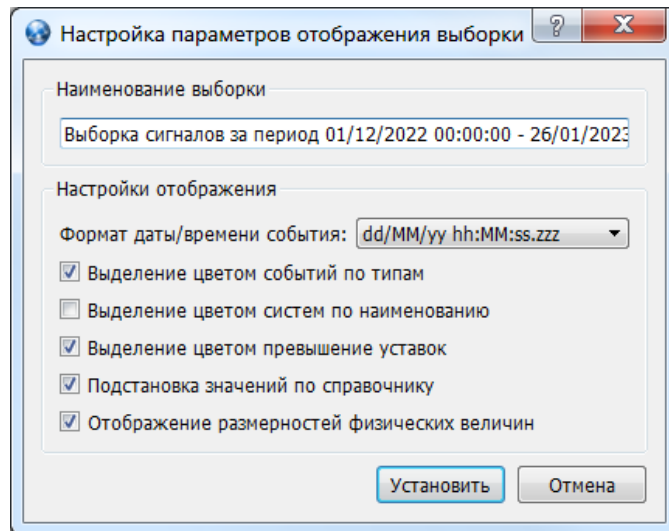 Настройка параметров отображения выборки
Наименование выборки
Выборка сигналов за период 01/12/2022 00:00:00 - 26/01/2023
Настройки отображения
Формат даты/времени события: dd/MM/yy hh:MM:ss.zzz
Выделение цветом событий по типам
Выделение цветом систем по наименованию
Выделение цветом превышение уставок
Подстановка значений по справочнику
Отображение размерностей физических величин
Установить Отмена